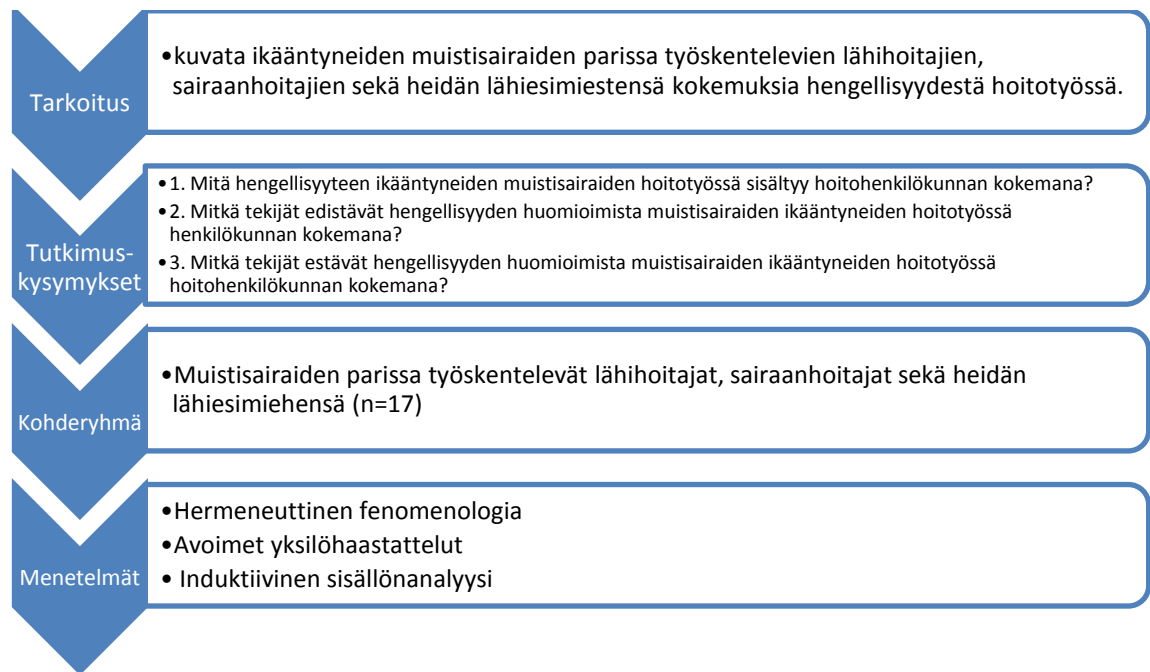 Tarkoitus
•kuvata ikääntyneiden muistisairaiden parissa työskentelevien lähihoitajien,
sairaanhoitajien sekä heidän lähiesimiestensä kokemuksia hengellisyydestä hoitotyössä.
Tutkimus-
kysymykset
•1. Mitä hengellisyyteen ikääntyneiden muistisairaiden hoitotyössä sisältyy hoitohenkilökunnan kokemana?
•2. Mitkä tekijät edistävät hengellisyyden huomioimista muistisairaiden ikääntyneiden hoitotyössä
henkilökunnan kokemana?
•3. Mitkä tekijät estävät hengellisyyden huomioimista muistisairaiden ikääntyneiden hoitotyössä
hoitohenkilökunnan kokemana?
Kohderyhmä
•Muistisairaiden parissa työskentelevät lähihoitajat, sairaanhoitajat sekä heidän
lähiesimiehensä (n=17)
Menetelmät
•Hermeneuttinen fenomenologia
•Avoimet yksilöhaastattelut
• Induktiivinen sisällönanalyysi